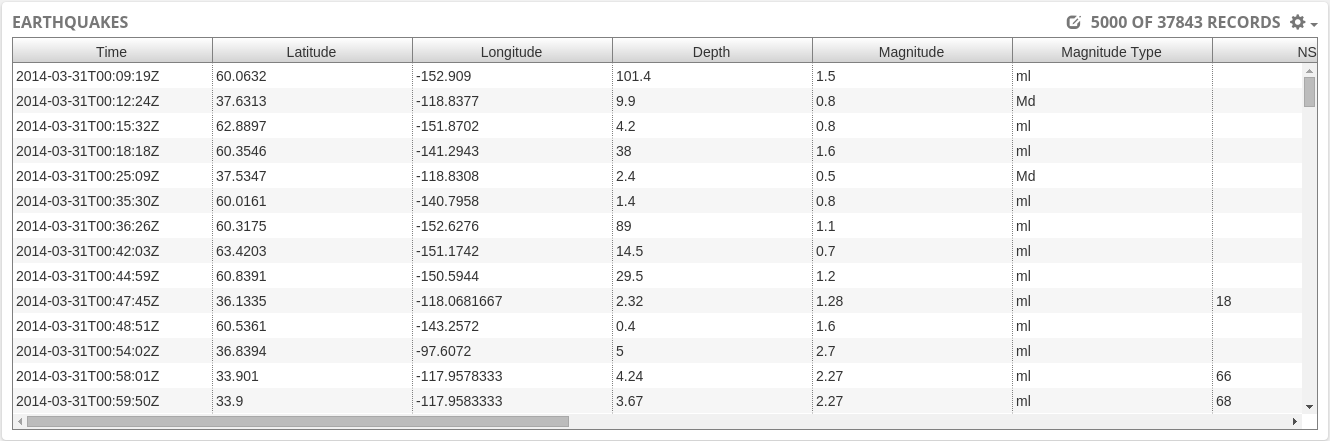 EARTHQUAKES 5000 OF 37843 RECORDS
Time Latitude Longitude Depth Magnitude Magnitude Type NS
2014-03-31T00:09:19Z 60.0632 -152.909 101.4 1.5 ml
2014-03-31T00:12:24Z 37.6313 -118.8377 9.9 0.8 Md
2014-03-31T00:15:32Z 62.8897 -151.8702 4.2 0.8 ml
2014-03-31T00:18:18Z 60.3546 -141.2943 38 1.6 ml
2014-03-31T00:25:09Z 37.5347 -118.8308 2.4 0.5 Md
2014-03-31T00:35:30Z 60.0161 -140.7958 1.4 0.8 ml
2014-03-31T00:36:26Z 60.3175 -152.6276 89 1.1 ml
2014-03-31T00:42:03Z 63.4203 -151.1742 14.5 0.7 ml
2014-03-31T00:44:59Z 60.8391 -150.5944 29.5 1.2 ml
2014-03-31T00:47:45Z 36.1335 -118.0681667 2.32 1.28 ml 18
2014-03-31T00:48:51Z 60.5361 -143.2572 0.4 1.6 ml
2014-03-31T00:54:02Z 36.8394 -97.6072 5 2.7 ml
2014-03-31T00:58:01Z 33.901 -117.9578333 4.24 2.27 ml 66
2014-03-31T00:59:50Z 33.9 -117.9583333 3.67 2.27 ml 68